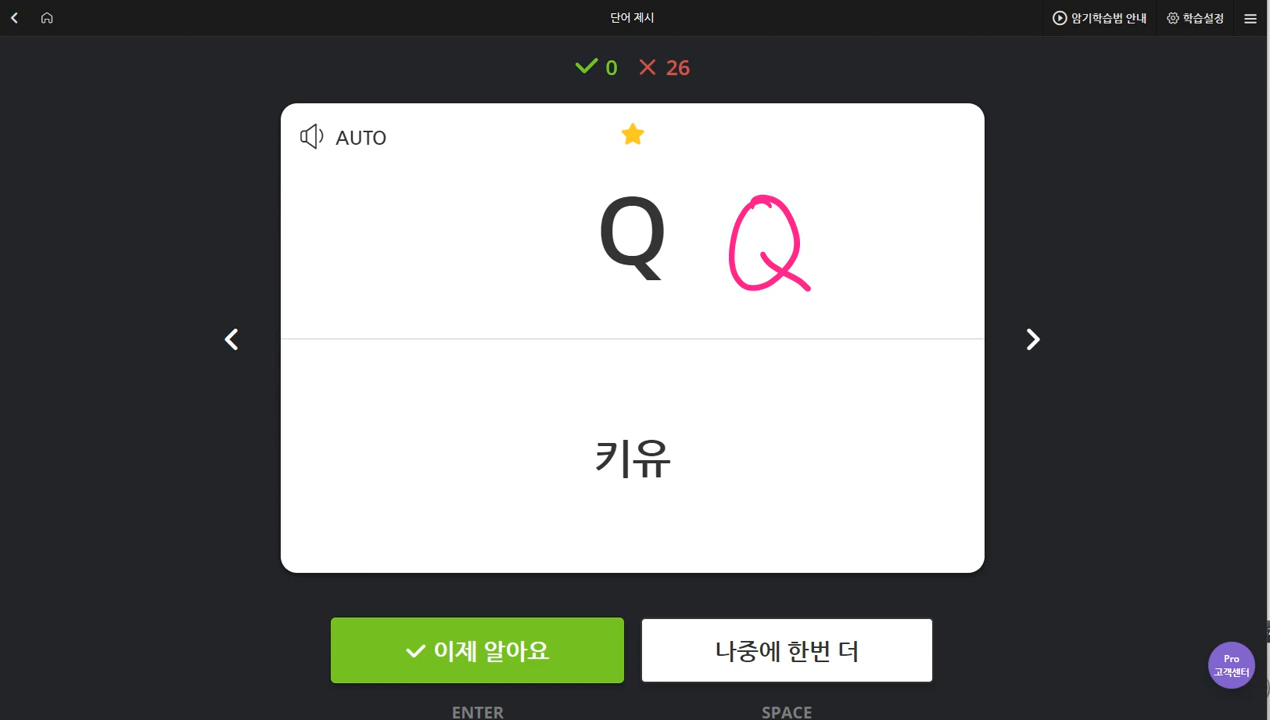 단어 제시
암기학습법 안내
학습설정
0
26
AUTO
Q Q
키유
이제 알아요
나중에 한번 더
ENTER
SPACE
Pro
고객센터